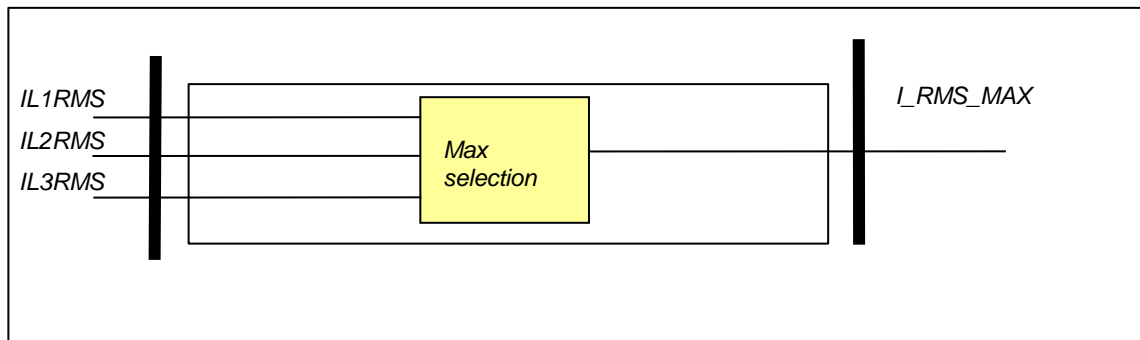 IL1RMS
IL2RMS
IL3RMS
Max
selection
I_RMS_MAX